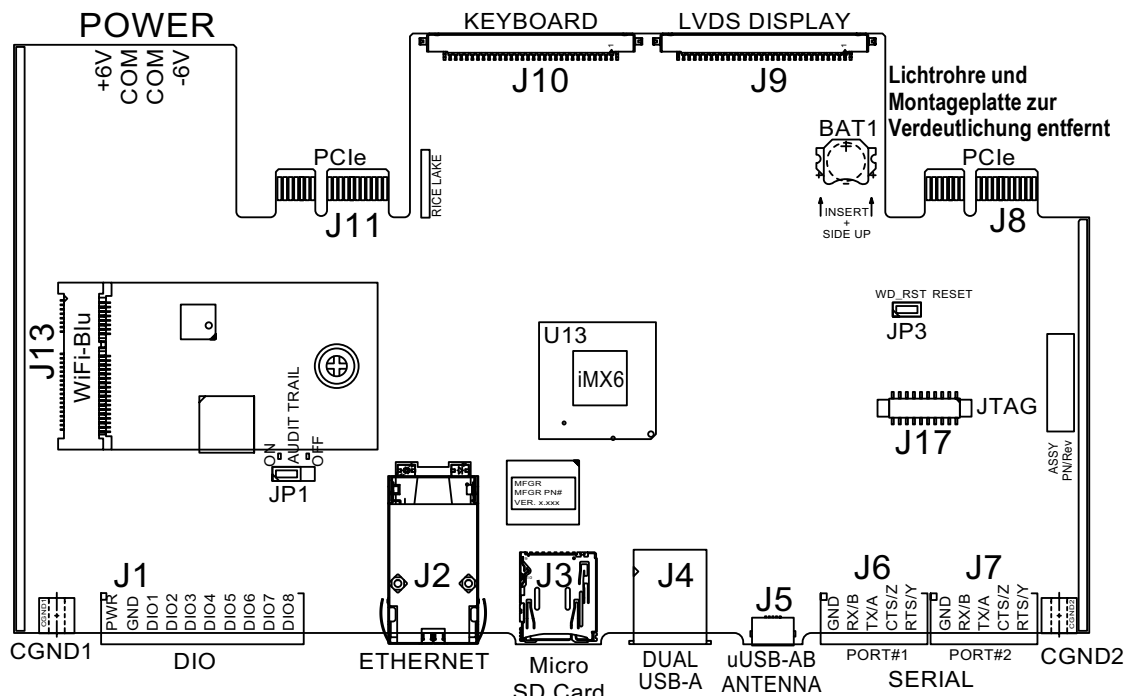 POWER
+6V
COM
COM
-6V
KEYBOARD
J10
LVDS DISPLAY
J9
Lichtrohre und
Montageplatte zur
Verdeutlichung entfernt
BAT1
INSERT
+
SIDE UP
PCIe
J11
RICE LAKE
PCIe
J8
J13
WiFi-Blu
U13
iMX6
WD_RST RESET
JP3
JTAG
J17
ASSY
PN/Rev
ON
AUDIT TRAIL
OFF
JP1
MFGR
MFGR PN#
VER. x.xxx
CGND1
CGND1
J1
PWR
GND
DIO1
DIO2
DIO3
DIO4
DIO5
DIO6
DIO7
DIO8
DIO
J2
ETHERNET
J3
Micro
SD Card
J4
DUAL
USB-A
J5
uUSB-AB
ANTENNA
J6
GND
RX/B
TX/A
CTS/Z
RTS/Y
PORT#1
J7
GND
RX/B
TX/A
CTS/Z
RTS/Y
PORT#2
SERIAL
CGND2
CGND2